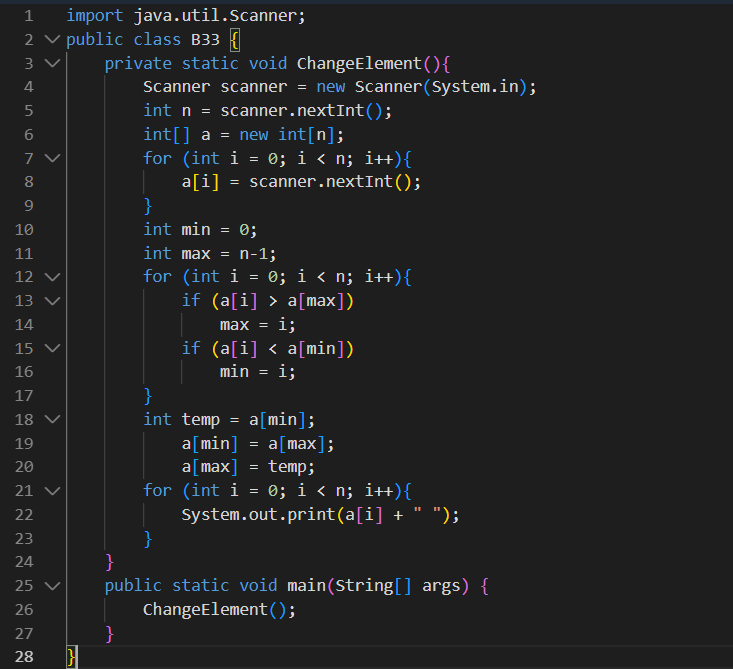 1 import java.util.Scanner;
2 public class B33 {
3 private static void ChangeElement(){
4 Scanner scanner = new Scanner(System.in);
5 int n = scanner.nextInt();
6 int[] a = new int[n];
7 for (int i = 0; i < n; i++){
8 a[i] = scanner.nextInt();
9 }
10 int min = 0;
11 int max = n-1;
12 for (int i = 0; i < n; i++){
13 if (a[i] > a[max])
14 max = i;
15 if (a[i] < a[min])
16 min = i;
17 }
18 int temp = a[min];
19 a[min] = a[max];
20 a[max] = temp;
21 for (int i = 0; i < n; i++){
22 System.out.print(a[i] + " ");
23 }
24 }
25 public static void main(String[] args) {
26 ChangeElement();
27 }
28 }